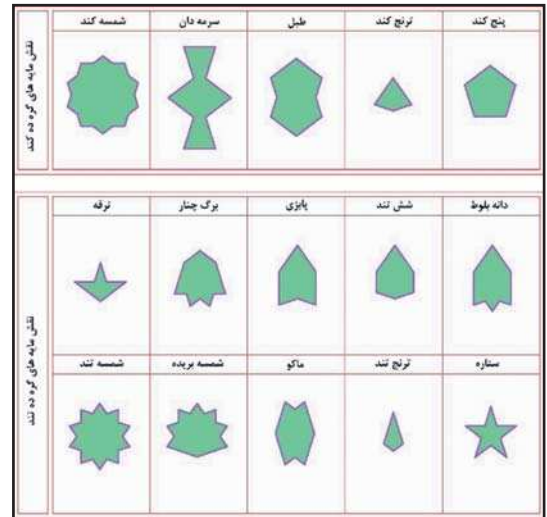 پنج کند
ترنج کند
طبل
سرمه دان
شمسه کند
نقش مایه های گره ده کند
دانه بلوط
شش تند
پابزی
برگ چنار
ترقه
ستاره
ترنج تند
ماکو
شمسه بریده
شمسه تند
نقش مایه های گره ده تند